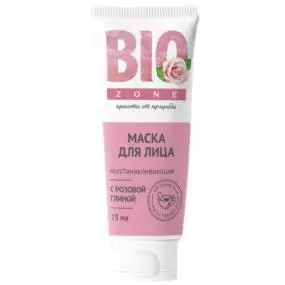 BIO
ZONE
красота от природы
МАСКА
ДЛЯ ЛИЦА
восстанавливающая
С РОЗОВОЙ
ГЛИНОЙ
75 мл